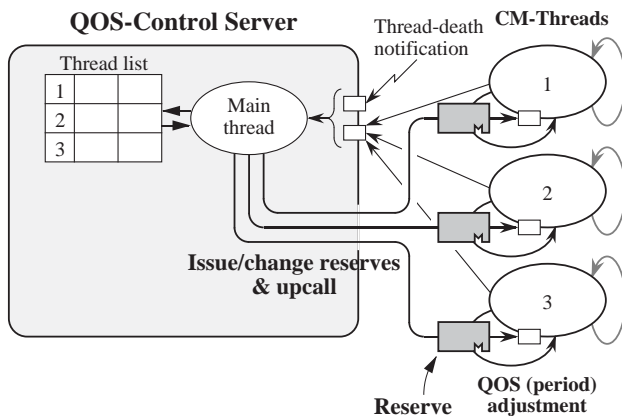 QOS-Control Server
Thread-death
notification
CM-Threads
Thread list
1
2
3
Main
thread
1
2
3
Issue/change reserves
& upcall
Reserve
QOS (period)
adjustment